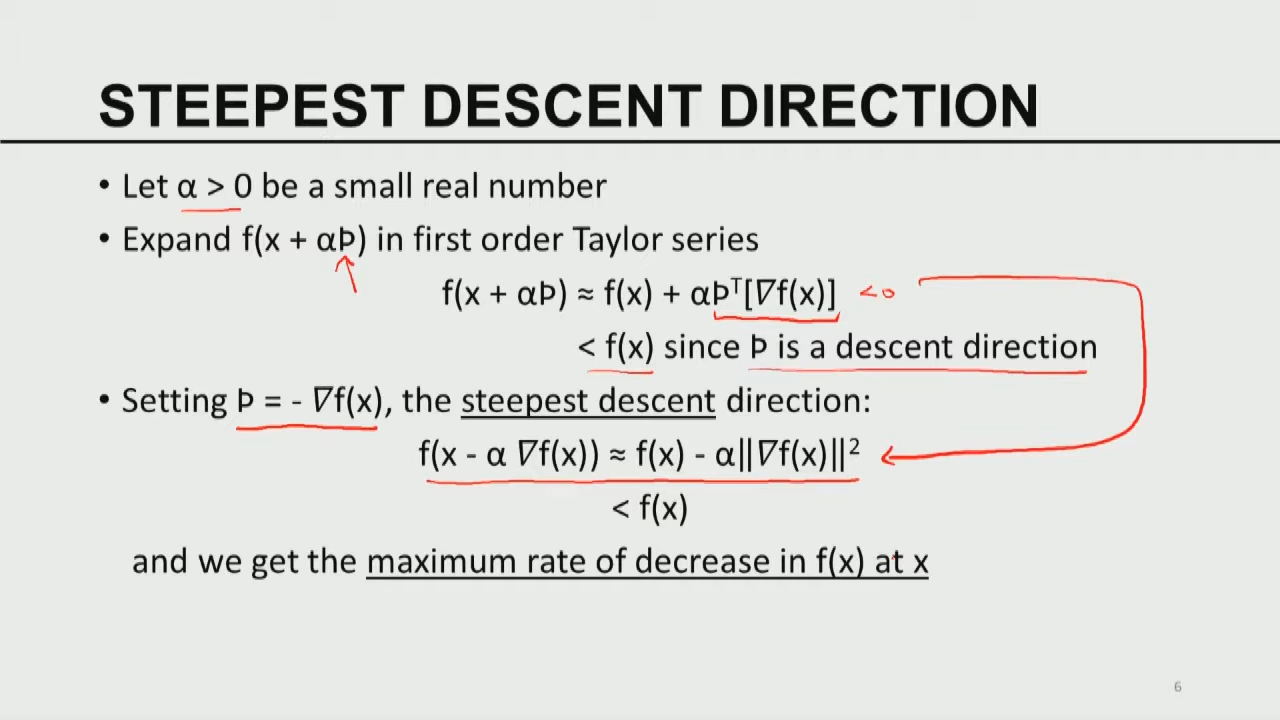 STEEPEST DESCENT DIRECTION
• Let α > 0 be a small real number
• Expand f(x + αÞ) in first order Taylor series
f(x + αÞ) ≈ f(x) + αÞᵀ[∇f(x)] <0
< f(x) since Þ is a descent direction
• Setting Þ = - ∇f(x), the steepest descent direction:
f(x - α ∇f(x)) ≈ f(x) - α||∇f(x)||²
< f(x)
and we get the maximum rate of decrease in f(x) at x
6